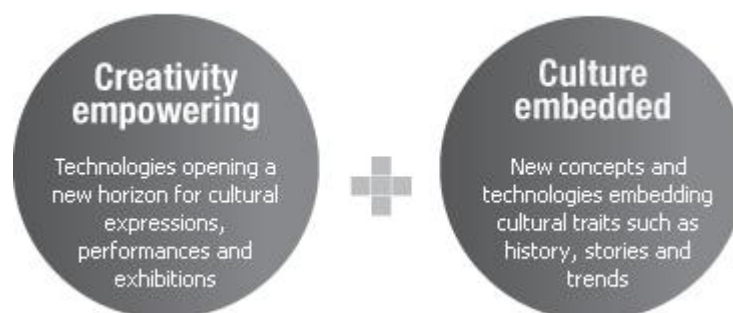 Creativity
empowering
Technologies opening a
new horizon for cultural
expressions,
performances and
exhibitions
Culture
embedded
New concepts and
technologies embedding
cultural traits such as
history, stories and
trends